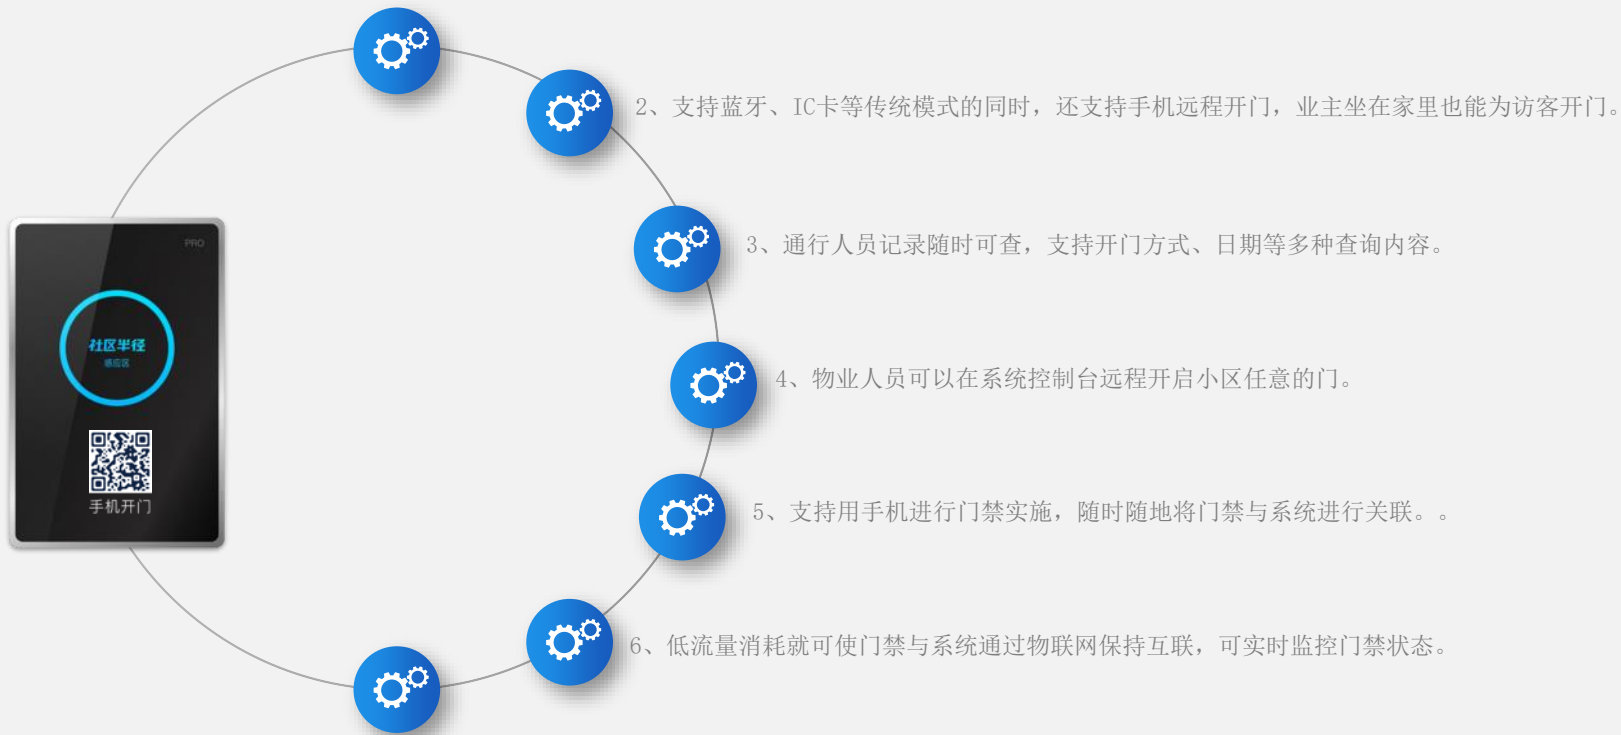 2、支持蓝牙、IC卡等传统模式的同时，还支持手机远程开门，业主坐在家里也能为访客开门。
3、通行人员记录随时可查，支持开门方式、日期等多种查询内容。
4、物业人员可以在系统控制台远程开启小区任意的门。
5、支持用手机进行门禁实施，随时随地将门禁与系统进行关联。。
6、低流量消耗就可使门禁与系统通过物联网保持互联，可实时监控门禁状态。
PRO
社区半径
感应区
手机开门